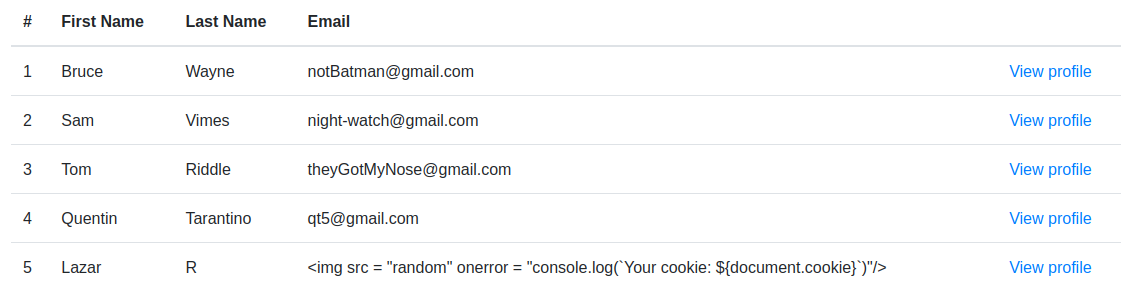 # First Name Last Name Email
1 Bruce Wayne notBatman@gmail.com View profile
2 Sam Vimes night-watch@gmail.com View profile
3 Tom Riddle theyGotMyNose@gmail.com View profile
4 Quentin Tarantino qt5@gmail.com View profile
5 Lazar R <img src = "random" onerror = "console.log(`Your cookie: ${document.cookie}`)"/> View profile